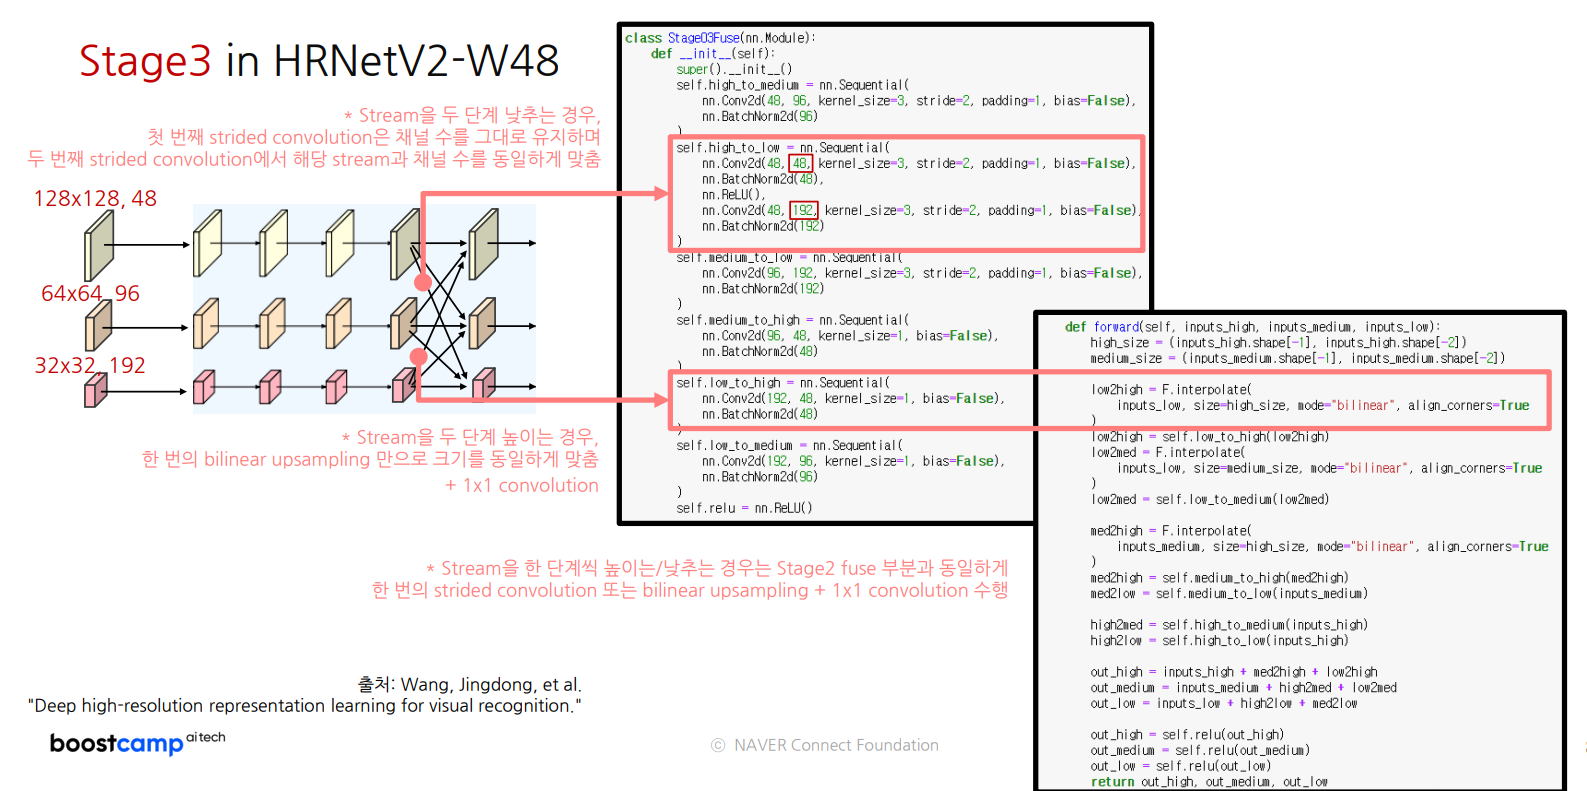 Stage3 in HRNetV2-W48
* Stream을 두 단계 낮추는 경우,
첫 번째 strided convolution은 채널 수를 그대로 유지하며
두 번째 strided convolution에서 해당 stream과 채널 수를 동일하게 맞춤
128x128, 48
64x64, 96
32x32, 192
* Stream을 두 단계 높이는 경우,
한 번의 bilinear upsampling 만으로 크기를 동일하게 맞춤
+ 1x1 convolution
class Stage03Fuse(nn.Module):
def __init__(self):
super().__init__()
self.high_to_medium = nn.Sequential(
nn.Conv2d(48, 96, kernel_size=3, stride=2, padding=1, bias=False),
nn.BatchNorm2d(96)
)
self.high_to_low = nn.Sequential(
nn.Conv2d(48, 48, kernel_size=3, stride=2, padding=1, bias=False),
nn.BatchNorm2d(48),
nn.ReLU(),
nn.Conv2d(48, 192, kernel_size=3, stride=2, padding=1, bias=False),
nn.BatchNorm2d(192)
)
self.medium_to_low = nn.Sequential(
nn.Conv2d(96, 192, kernel_size=3, stride=2, padding=1, bias=False),
nn.BatchNorm2d(192)
)
self.medium_to_high = nn.Sequential(
nn.Conv2d(96, 48, kernel_size=1, bias=False),
nn.BatchNorm2d(48)
)
self.low_to_high = nn.Sequential(
nn.Conv2d(192, 48, kernel_size=1, bias=False),
nn.BatchNorm2d(48)
)
self.low_to_medium = nn.Sequential(
nn.Conv2d(192, 96, kernel_size=1, bias=False),
nn.BatchNorm2d(96)
)
self.relu = nn.ReLU()
def forward(self, inputs_high, inputs_medium, inputs_low):
high_size = (inputs_high.shape[-1], inputs_high.shape[-2])
medium_size = (inputs_medium.shape[-1], inputs_medium.shape[-2])
low2high = F.interpolate(
inputs_low, size=high_size, mode="bilinear", align_corners=True
)
low2high = self.low_to_high(low2high)
low2med = F.interpolate(
inputs_low, size=medium_size, mode="bilinear", align_corners=True
)
low2med = self.low_to_medium(low2med)
med2high = F.interpolate(
inputs_medium, size=high_size, mode="bilinear", align_corners=True
)
med2high = self.medium_to_high(med2high)
med2low = self.medium_to_low(inputs_medium)
high2med = self.high_to_medium(inputs_high)
high2low = self.high_to_low(inputs_high)
out_high = inputs_high + med2high + low2high
out_medium = inputs_medium + high2med + low2med
out_low = inputs_low + high2low + med2low
out_high = self.relu(out_high)
out_medium = self.relu(out_medium)
out_low = self.relu(out_low)
return out_high, out_medium, out_low
* Stream을 한 단계씩 높이는/낮추는 경우는 Stage2 fuse 부분과 동일하게
한 번의 strided convolution 또는 bilinear upsampling + 1x1 convolution 수행
출처: Wang, Jingdong, et al.
"Deep high-resolution representation learning for visual recognition."
boostcamp ai tech
ⓒ NAVER Connect Foundation